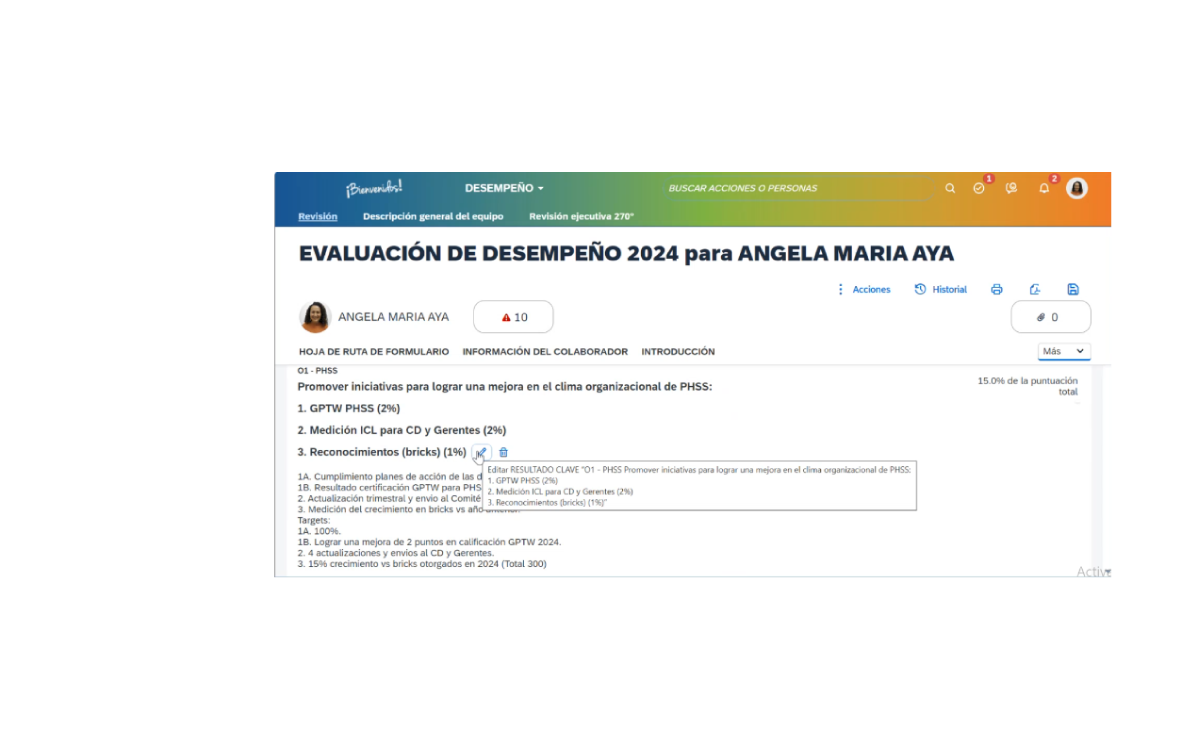 ¡Bienvenidos!
DESEMPEÑO
BUSCAR ACCIONES O PERSONAS
1
2
Revisión
Descripción general del equipo
Revisión ejecutiva 270°
EVALUACIÓN DE DESEMPEÑO 2024 para ANGELA MARIA AYA
Acciones
Historial
ANGELA MARIA AYA
10
0
HOJA DE RUTA DE FORMULARIO
INFORMACIÓN DEL COLABORADOR
INTRODUCCIÓN
Más
O1 - PHSS
15.0% de la puntuación
total
Promover iniciativas para lograr una mejora en el clima organizacional de PHSS:
1. GPTW PHSS (2%)
2. Medición ICL para CD y Gerentes (2%)
3. Reconocimientos (bricks) (1%)
Editar RESULTADO CLAVE "O1 - PHSS Promover iniciativas para lograr una mejora en el clima organizacional de PHSS:
1. GPTW PHSS (2%)
2. Medición ICL para CD y Gerentes (2%)
3. Reconocimientos (bricks) (1%)"
1A. Cumplimiento planes de acción de las d
1B. Resultado certificación GPTW para PHS
2. Actualización trimestral y envio al Comité
3. Medición del crecimiento en bricks vs año
Targets:
1A. 100%.
1B. Lograr una mejora de 2 puntos en calificación GPTW 2024.
2. 4 actualizaciones y envios al CD y Gerentes.
3. 15% crecimiento vs bricks otorgados en 2024 (Total 300)